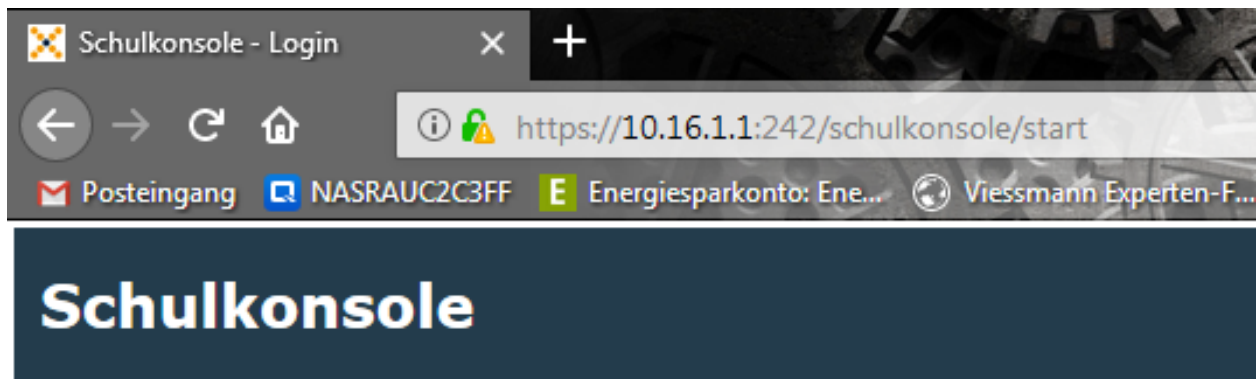 Schulkonsole - Login
https://10.16.1.1:242/schulkonsole/start
Posteingang NASRAUC2C3FF E Energiesparkonto: Ene... Viessmann Experten-F...
Schulkonsole